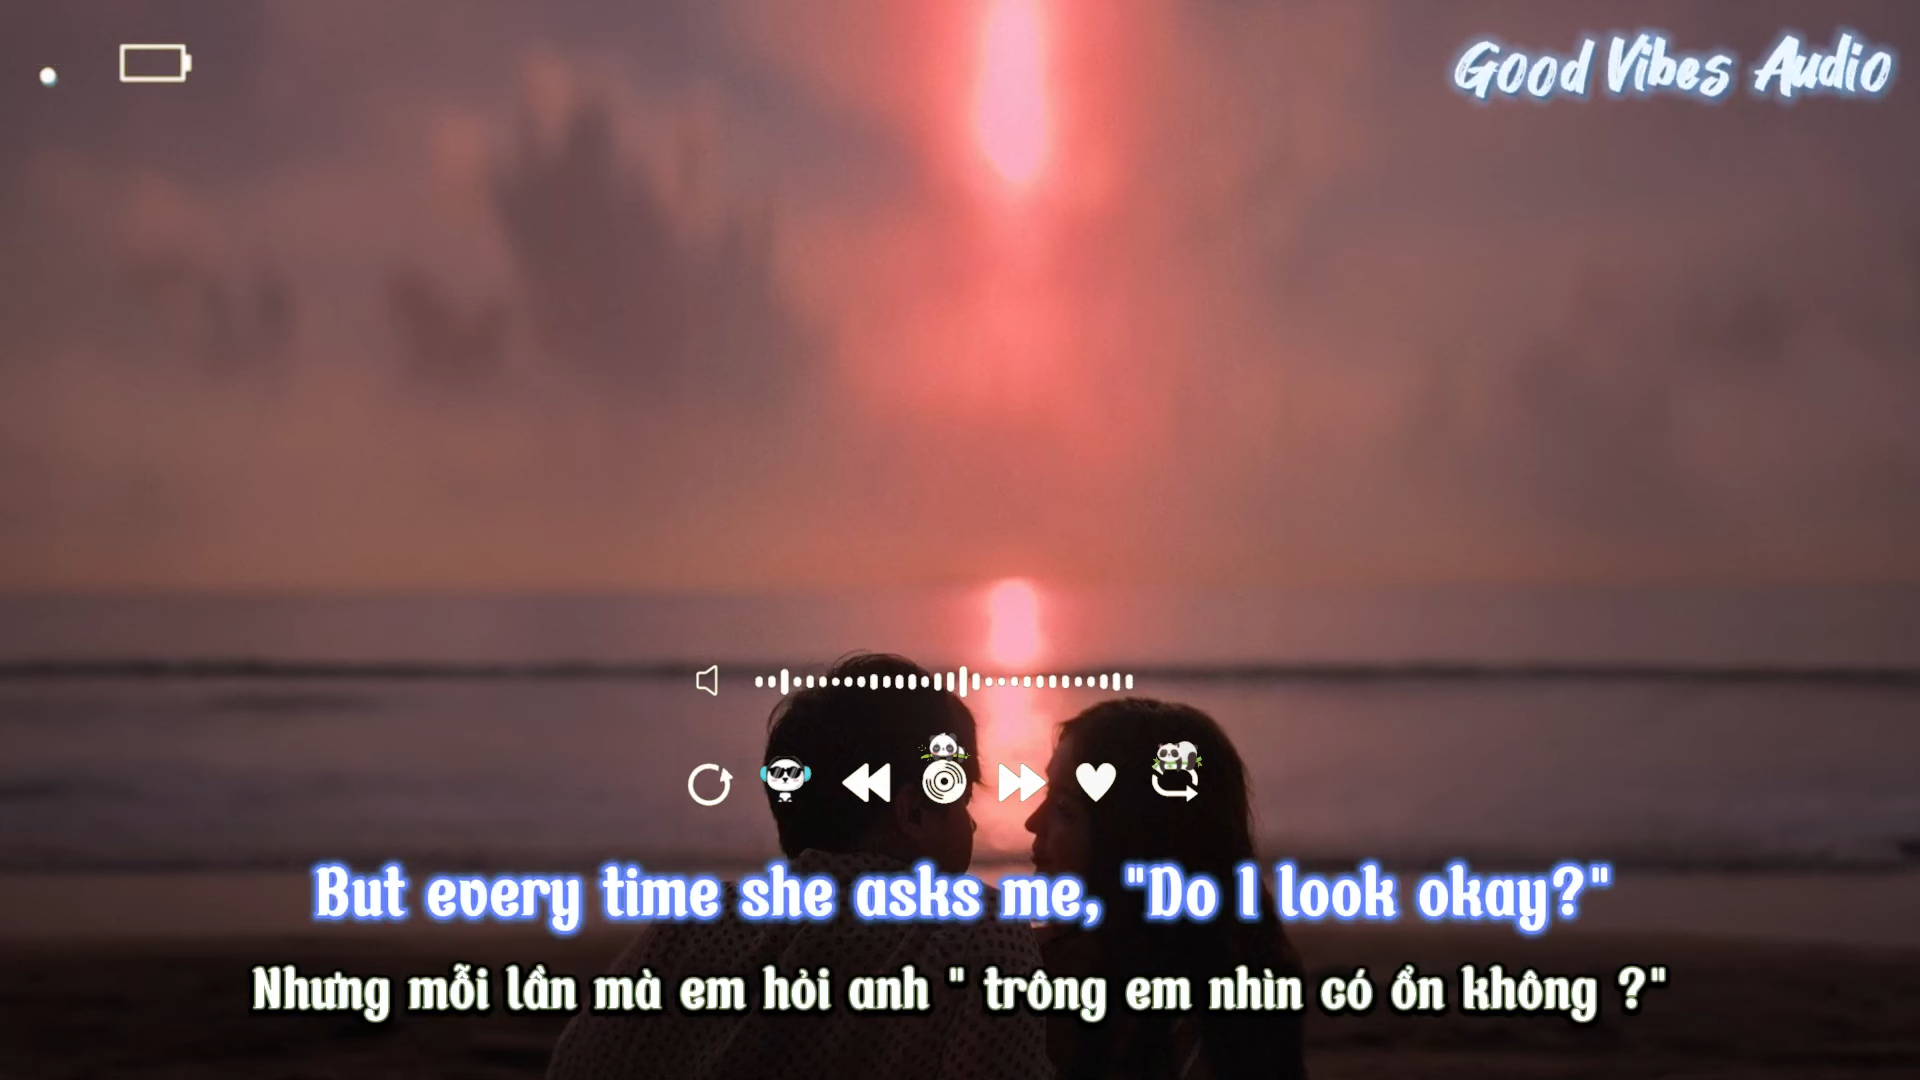 Good Vibes Audio
But every time she asks me, "Do I look okay?"
Nhưng mỗi lần mà em hỏi anh " trông em nhìn có ổn không ?"